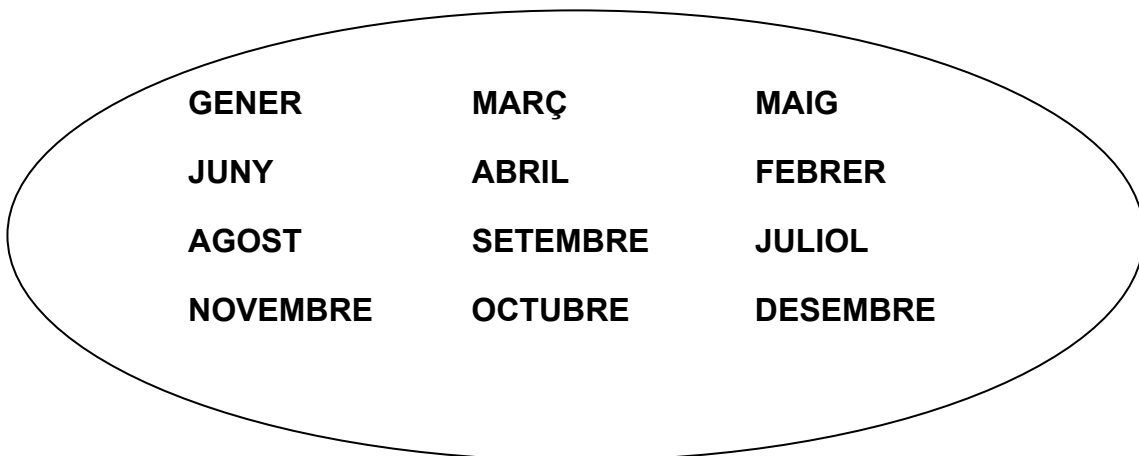 GENER MARÇ MAIG
JUNY ABRIL FEBRER
AGOST SETEMBRE JULIOL
NOVEMBRE OCTUBRE DESEMBRE